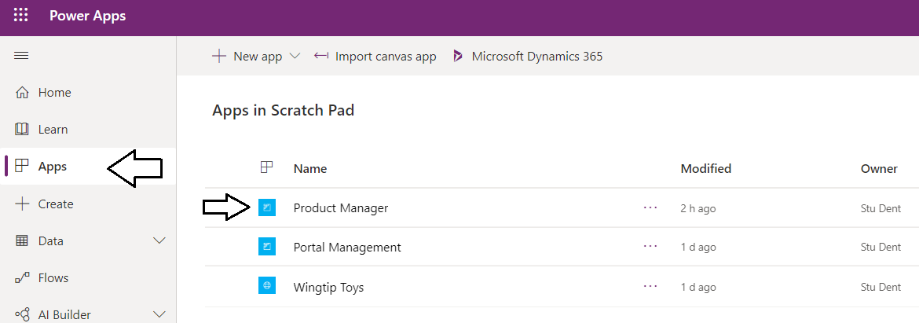 Power Apps
New app Import canvas app Microsoft Dynamics 365
Home
Learn
Apps
Create
Data
Flows
AI Builder
Apps in Scratch Pad
Name Modified Owner
Product Manager ... 2 h ago Stu Dent
Portal Management ... 1 d ago Stu Dent
Wingtip Toys ... 1 d ago Stu Dent